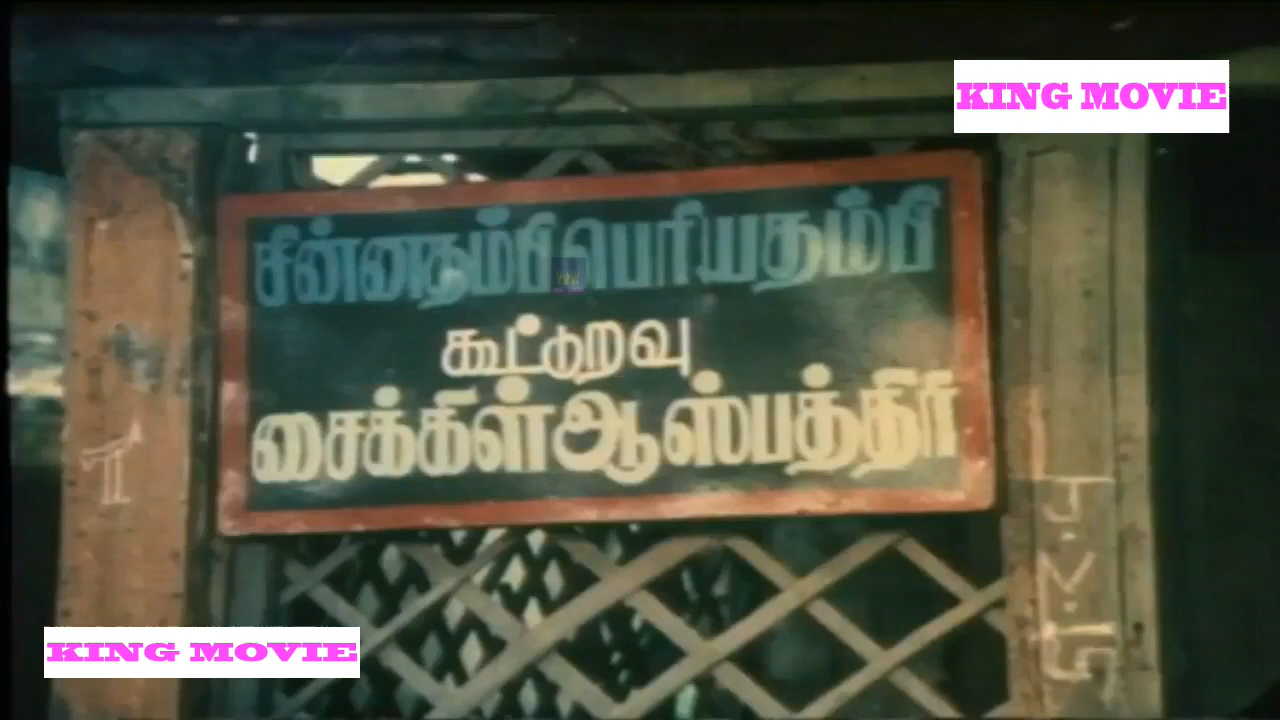 KING MOVIE
சின்னதம்பி பெரியதம்பி
கூட்டுறவு
சைக்கிள் ஆஸ்பத்திரி
KING MOVIE